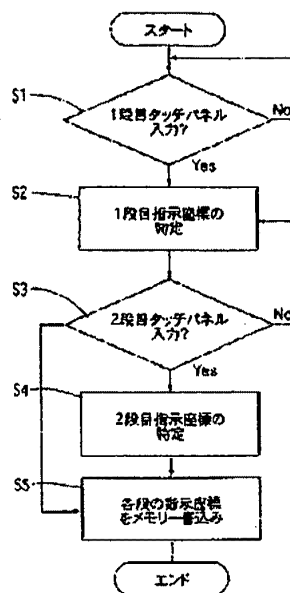 スタート
S1
1段目タッチパネル
入力?
No
Yes
S2
1段目指示座標の
特定
S3
2段目タッチパネル
入力?
No
Yes
S4
2段目指示座標の
特定
S5
各段の指示座標
をメモリー書込み
エンド